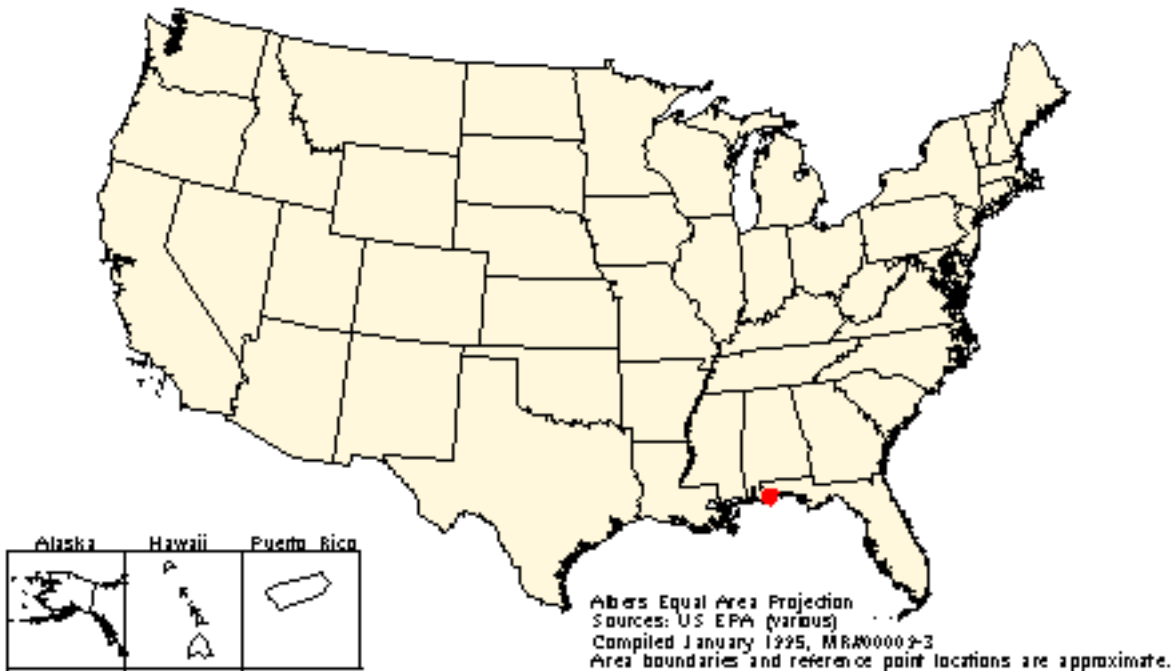 Alaska
Hawaii
Puerto Rico
Albers Equal Area Projection
Sources: US EPA (various)
Compiled January 1995, MR#00009-3
Area boundaries and reference point locations are approximate.